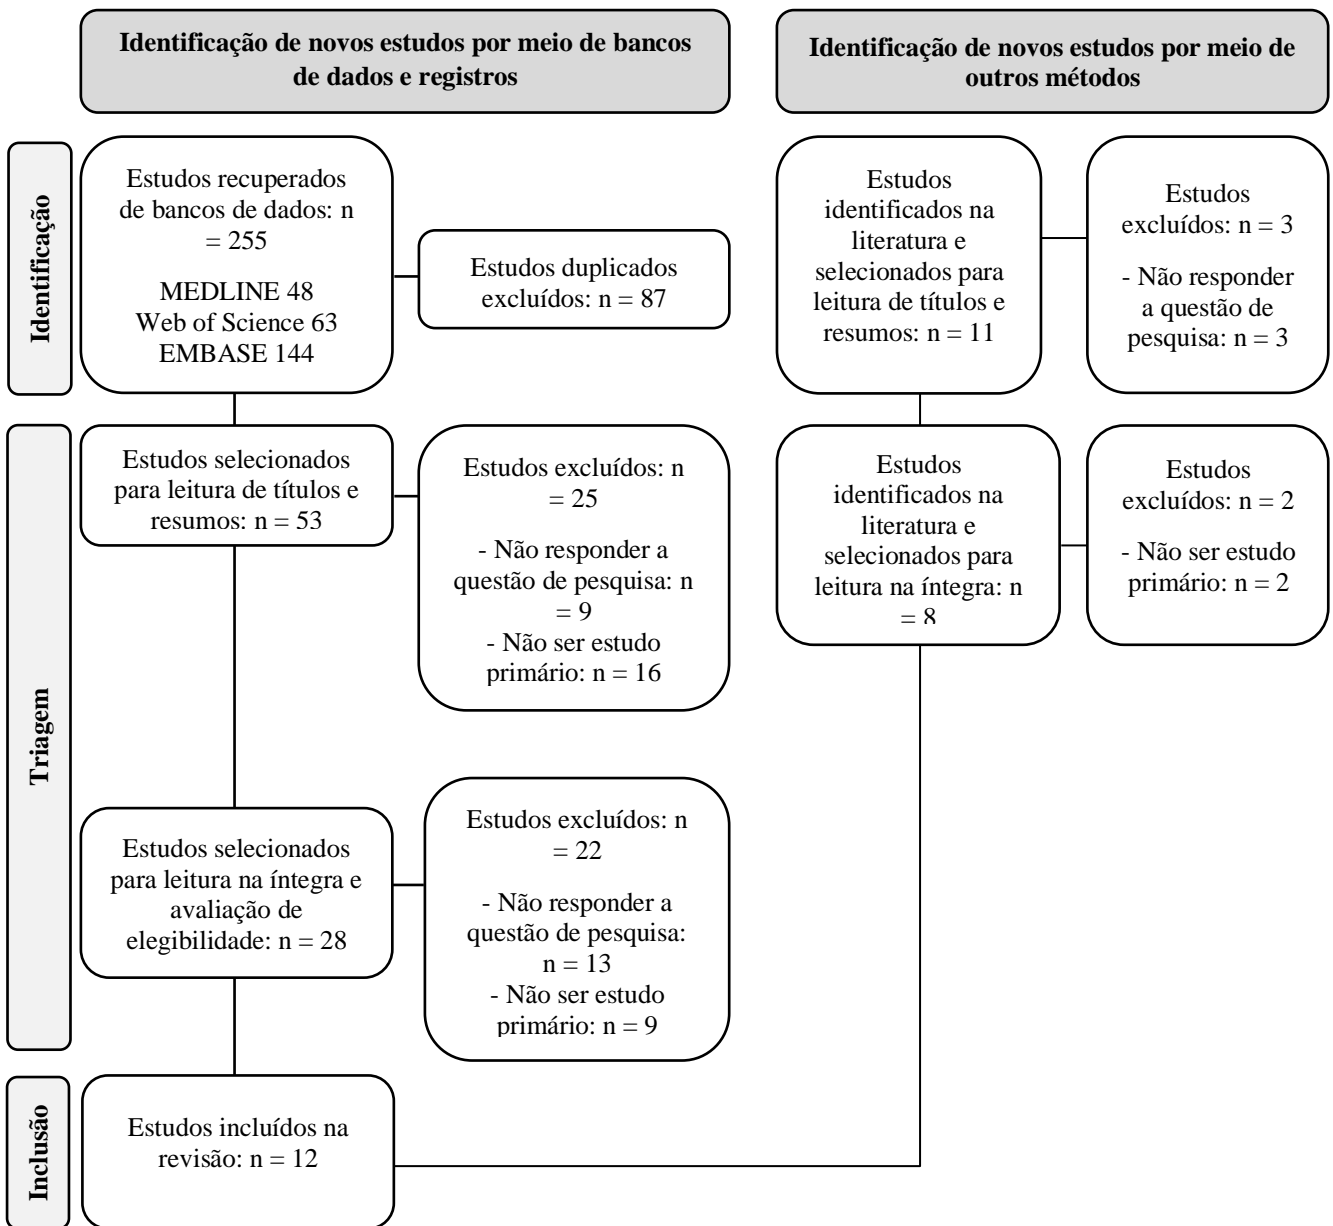 Identificação de novos estudos por meio de bancos
de dados e registros
Identificação de novos estudos por meio de
outros métodos
Identificação
Estudos recuperados
de bancos de dados: n
= 255
MEDLINE 48
Web of Science 63
EMBASE 144
Estudos duplicados
excluídos: n = 87
Estudos
identificados na
literatura e
selecionados para
leitura de títulos e
resumos: n = 11
Estudos
excluídos: n = 3
- Não responder
a questão de
pesquisa: n = 3
Triagem
Estudos selecionados
para leitura de títulos e
resumos: n = 53
Estudos excluídos: n
= 25
- Não responder a
questão de pesquisa: n
= 9
- Não ser estudo
primário: n = 16
Estudos
identificados na
literatura e
selecionados para
leitura na íntegra: n
= 8
Estudos
excluídos: n = 2
- Não ser estudo
primário: n = 2
Estudos selecionados
para leitura na íntegra e
avaliação de
elegibilidade: n = 28
Estudos excluídos: n
= 22
- Não responder a
questão de pesquisa:
n = 13
- Não ser estudo
primário: n = 9
Inclusão
Estudos incluídos na
revisão: n = 12